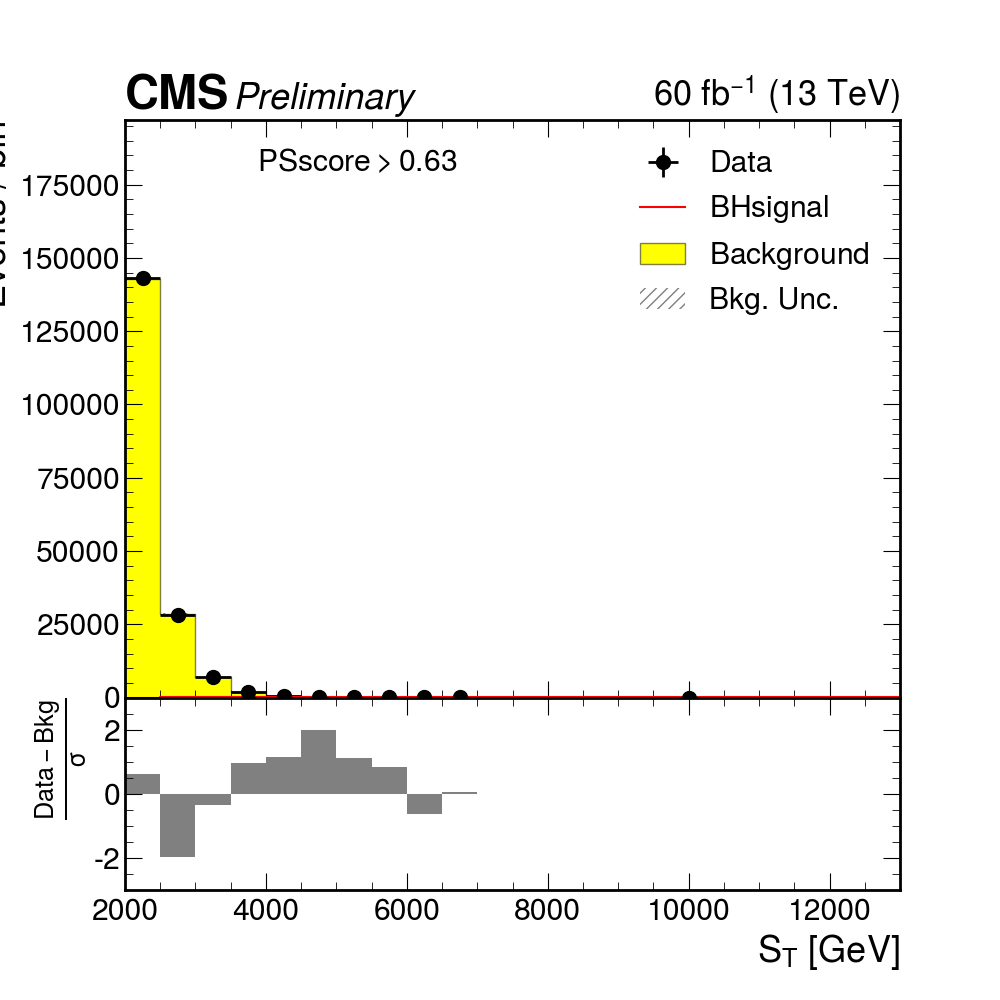 CMS Preliminary 60 fb⁻¹ (13 TeV)
PSscore > 0.63
Data
BHsignal
Background
Bkg. Unc.
175000
150000
125000
100000
75000
50000
25000
0
Data – Bkg
σ
2
0
-2
2000 4000 6000 8000 10000 12000
S_T [GeV]